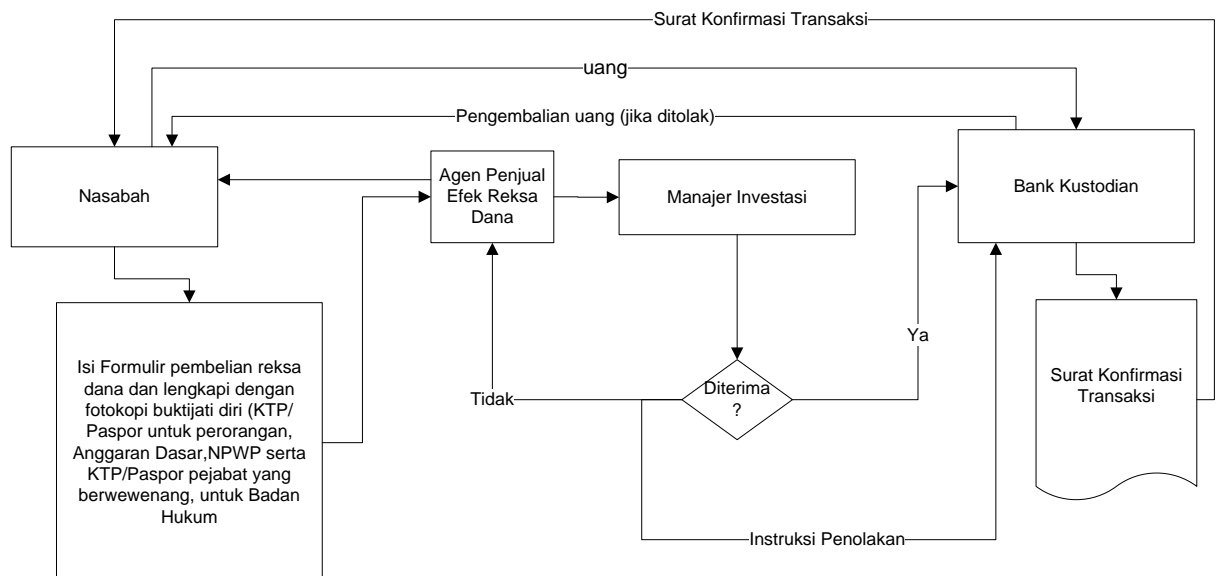 Surat Konfirmasi Transaksi
uang
Pengembalian uang (jika ditolak)
Nasabah
Agen Penjual
Efek Reksa
Dana
Manajer Investasi
Bank Kustodian
Isi Formulir pembelian reksa
dana dan lengkapi dengan
fotokopi buktijati diri (KTP/
Paspor untuk perorangan,
Anggaran Dasar,NPWP serta
KTP/Paspor pejabat yang
berwewenang, untuk Badan
Hukum
Tidak
Diterima
?
Ya
Surat Konfirmasi
Transaksi
Instruksi Penolakan